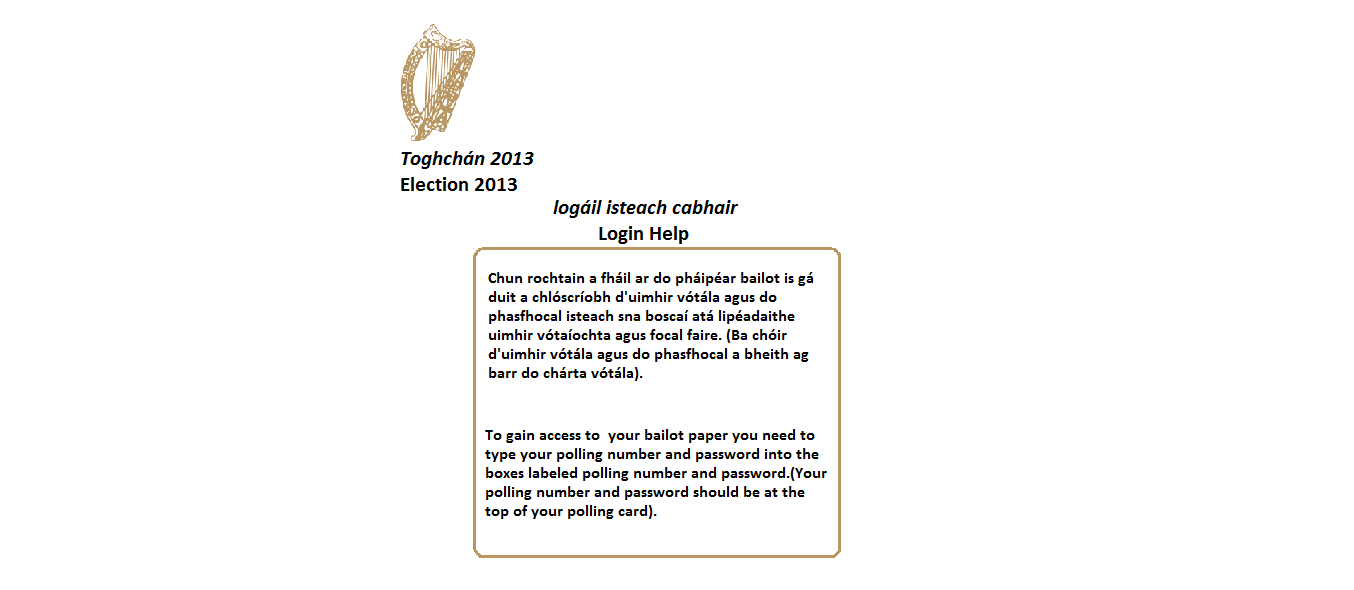 Toghchán 2013
Election 2013
logáil isteach cabhair
Login Help
Chun rochtain a fháil ar do pháipéar bailot is gá
duit a chlóscríobh d'uimhir vótála agus do
phasfhocal isteach sna boscaí atá lipéadaithe
uimhir vótaíochta agus focal faire. (Ba chóir
d'uimhir vótála agus do phasfhocal a bheith ag
barr do chárta vótála).
To gain access to  your bailot paper you need to
type your polling number and password into the
boxes labeled polling number and password.(Your
polling number and password should be at the
top of your polling card).